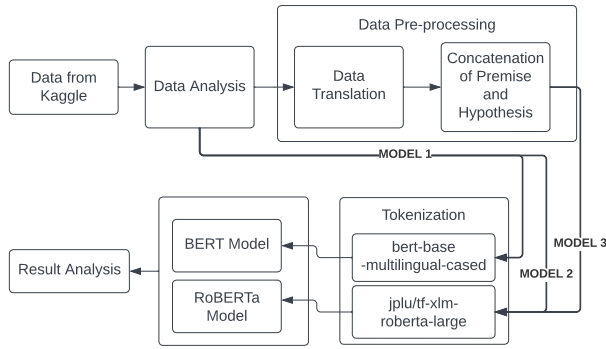 Data Pre-processing
Data from
Kaggle
Data Analysis
Data
Translation
Concatenation
of Premise
and
Hypothesis
MODEL 1
MODEL 3
MODEL 2
Tokenization
bert-base
-multilingual-cased
jplu/tf-xlm-
roberta-large
BERT Model
RoBERTa
Model
Result Analysis